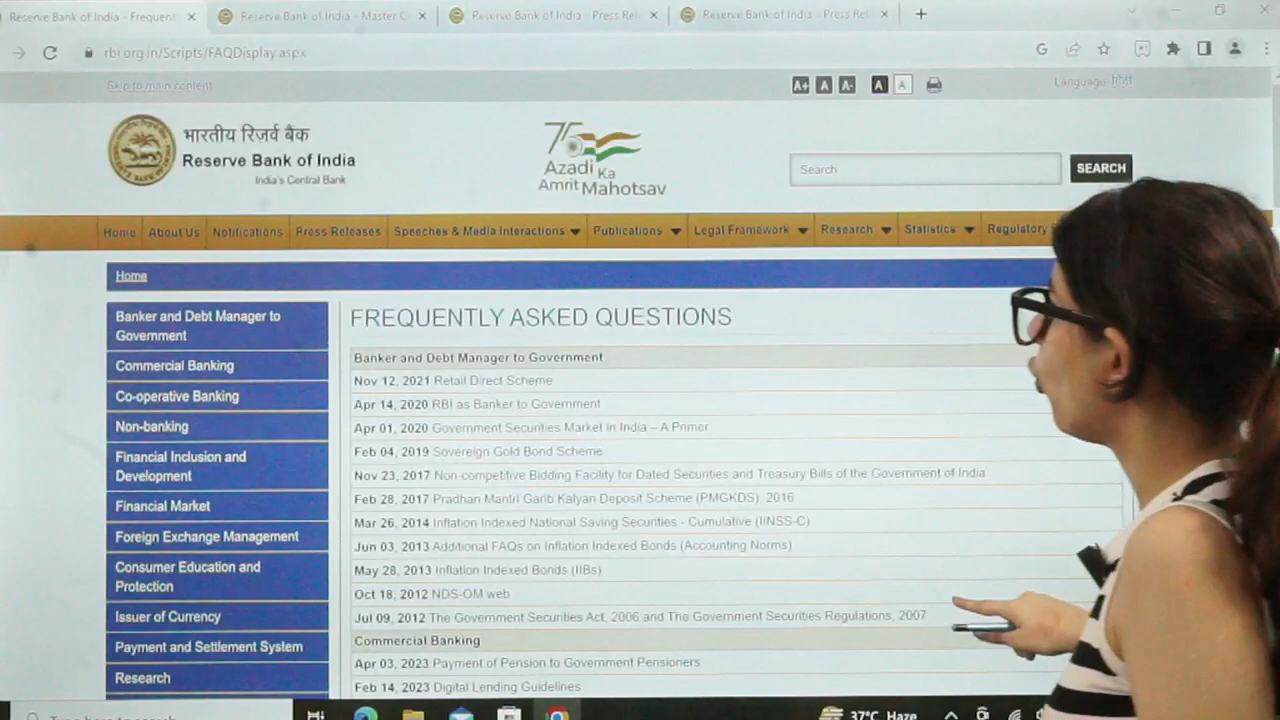 Reserve Bank of India - Frequent
Reserve Bank of India - Master C
Reserve Bank of India - Press Rel
Reserve Bank of India - Press Rel
rbi.org.in/Scripts/FAQDisplay.aspx
G
Skip to main content
A+ A A- A A
Language हिंदी
भारतीय रिज़र्व बैंक
Reserve Bank of India
India's Central Bank
75
Azadi Ka
Amrit Mahotsav
Search
SEARCH
Home
About Us
Notifications
Press Releases
Speeches & Media Interactions
Publications
Legal Framework
Research
Statistics
Regulatory
Home
Banker and Debt Manager to
Government
Commercial Banking
Co-operative Banking
Non-banking
Financial Inclusion and
Development
Financial Market
Foreign Exchange Management
Consumer Education and
Protection
Issuer of Currency
Payment and Settlement System
Research
FREQUENTLY ASKED QUESTIONS
Banker and Debt Manager to Government
Nov 12, 2021 Retail Direct Scheme
Apr 14, 2020 RBI as Banker to Government
Apr 01, 2020 Government Securities Market in India – A Primer
Feb 04, 2019 Sovereign Gold Bond Scheme
Nov 23, 2017 Non-competitive Bidding Facility for Dated Securities and Treasury Bills of the Government of India
Feb 28, 2017 Pradhan Mantri Garib Kalyan Deposit Scheme (PMGKDS), 2016
Mar 26, 2014 Inflation Indexed National Saving Securities - Cumulative (IINSS-C)
Jun 03, 2013 Additional FAQs on Inflation Indexed Bonds (Accounting Norms)
May 28, 2013 Inflation Indexed Bonds (IIBs)
Oct 18, 2012 NDS-OM web
Jul 09, 2012 The Government Securities Act, 2006 and The Government Securities Regulations, 2007
Commercial Banking
Apr 03, 2023 Payment of Pension to Government Pensioners
Feb 14, 2023 Digital Lending Guidelines
Type here to search
37°C Haze